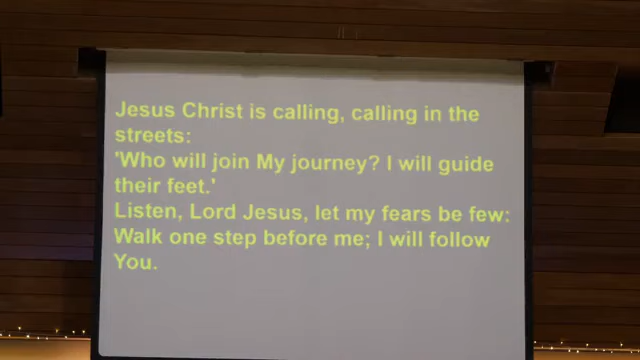 Jesus Christ is calling, calling in the
streets:
'Who will join My journey? I will guide
their feet.'
Listen, Lord Jesus, let my fears be few:
Walk one step before me; I will follow
You.